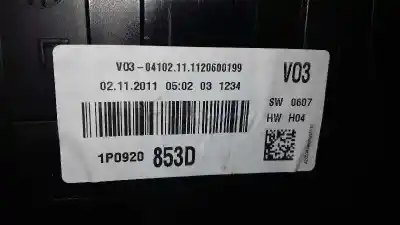 V03-04102.11.1120600199
V03
02.11.2011 05:02 03 1234
SW 0607
HW H04
1P0920 853D